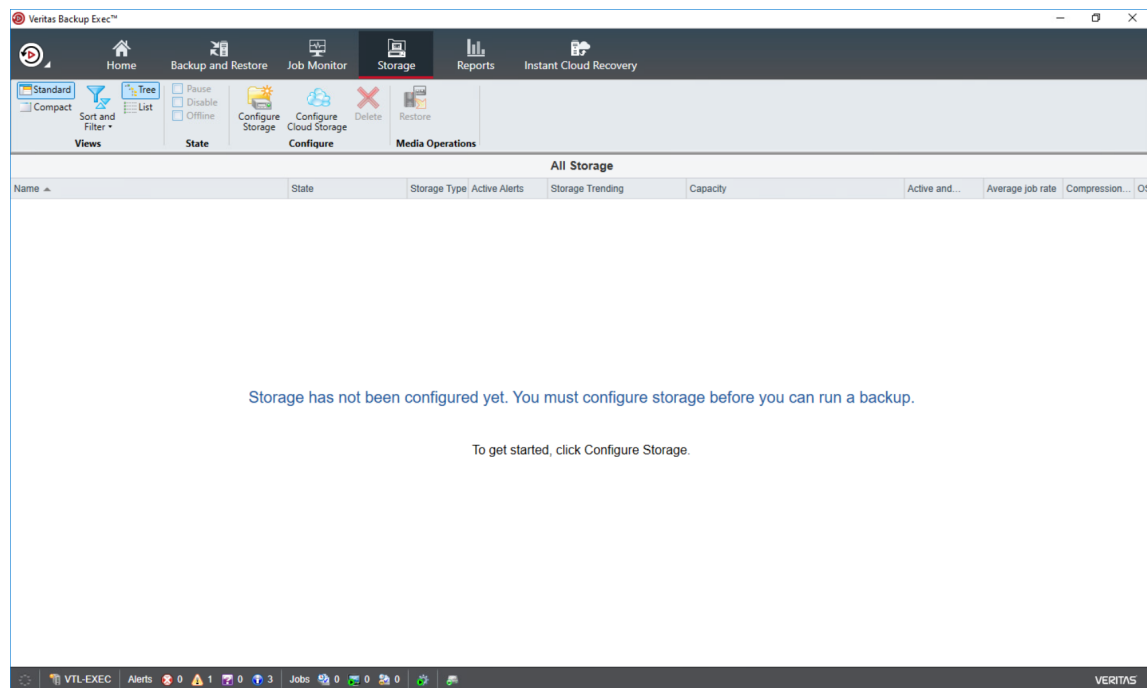 Veritas Backup Exec™
Home
Backup and Restore
Job Monitor
Storage
Reports
Instant Cloud Recovery
Standard
Compact
Sort and
Filter
Tree
List
Views
Pause
Disable
Offline
State
Configure
Storage
Configure
Cloud Storage
Delete
Configure
Restore
Media Operations
All Storage
Name State Storage Type Active Alerts Storage Trending Capacity Active and... Average job rate Compression... OS
Storage has not been configured yet. You must configure storage before you can run a backup.
To get started, click Configure Storage.
VTL-EXEC Alerts 0 1 0 3 Jobs 0 0 0 VERITAS